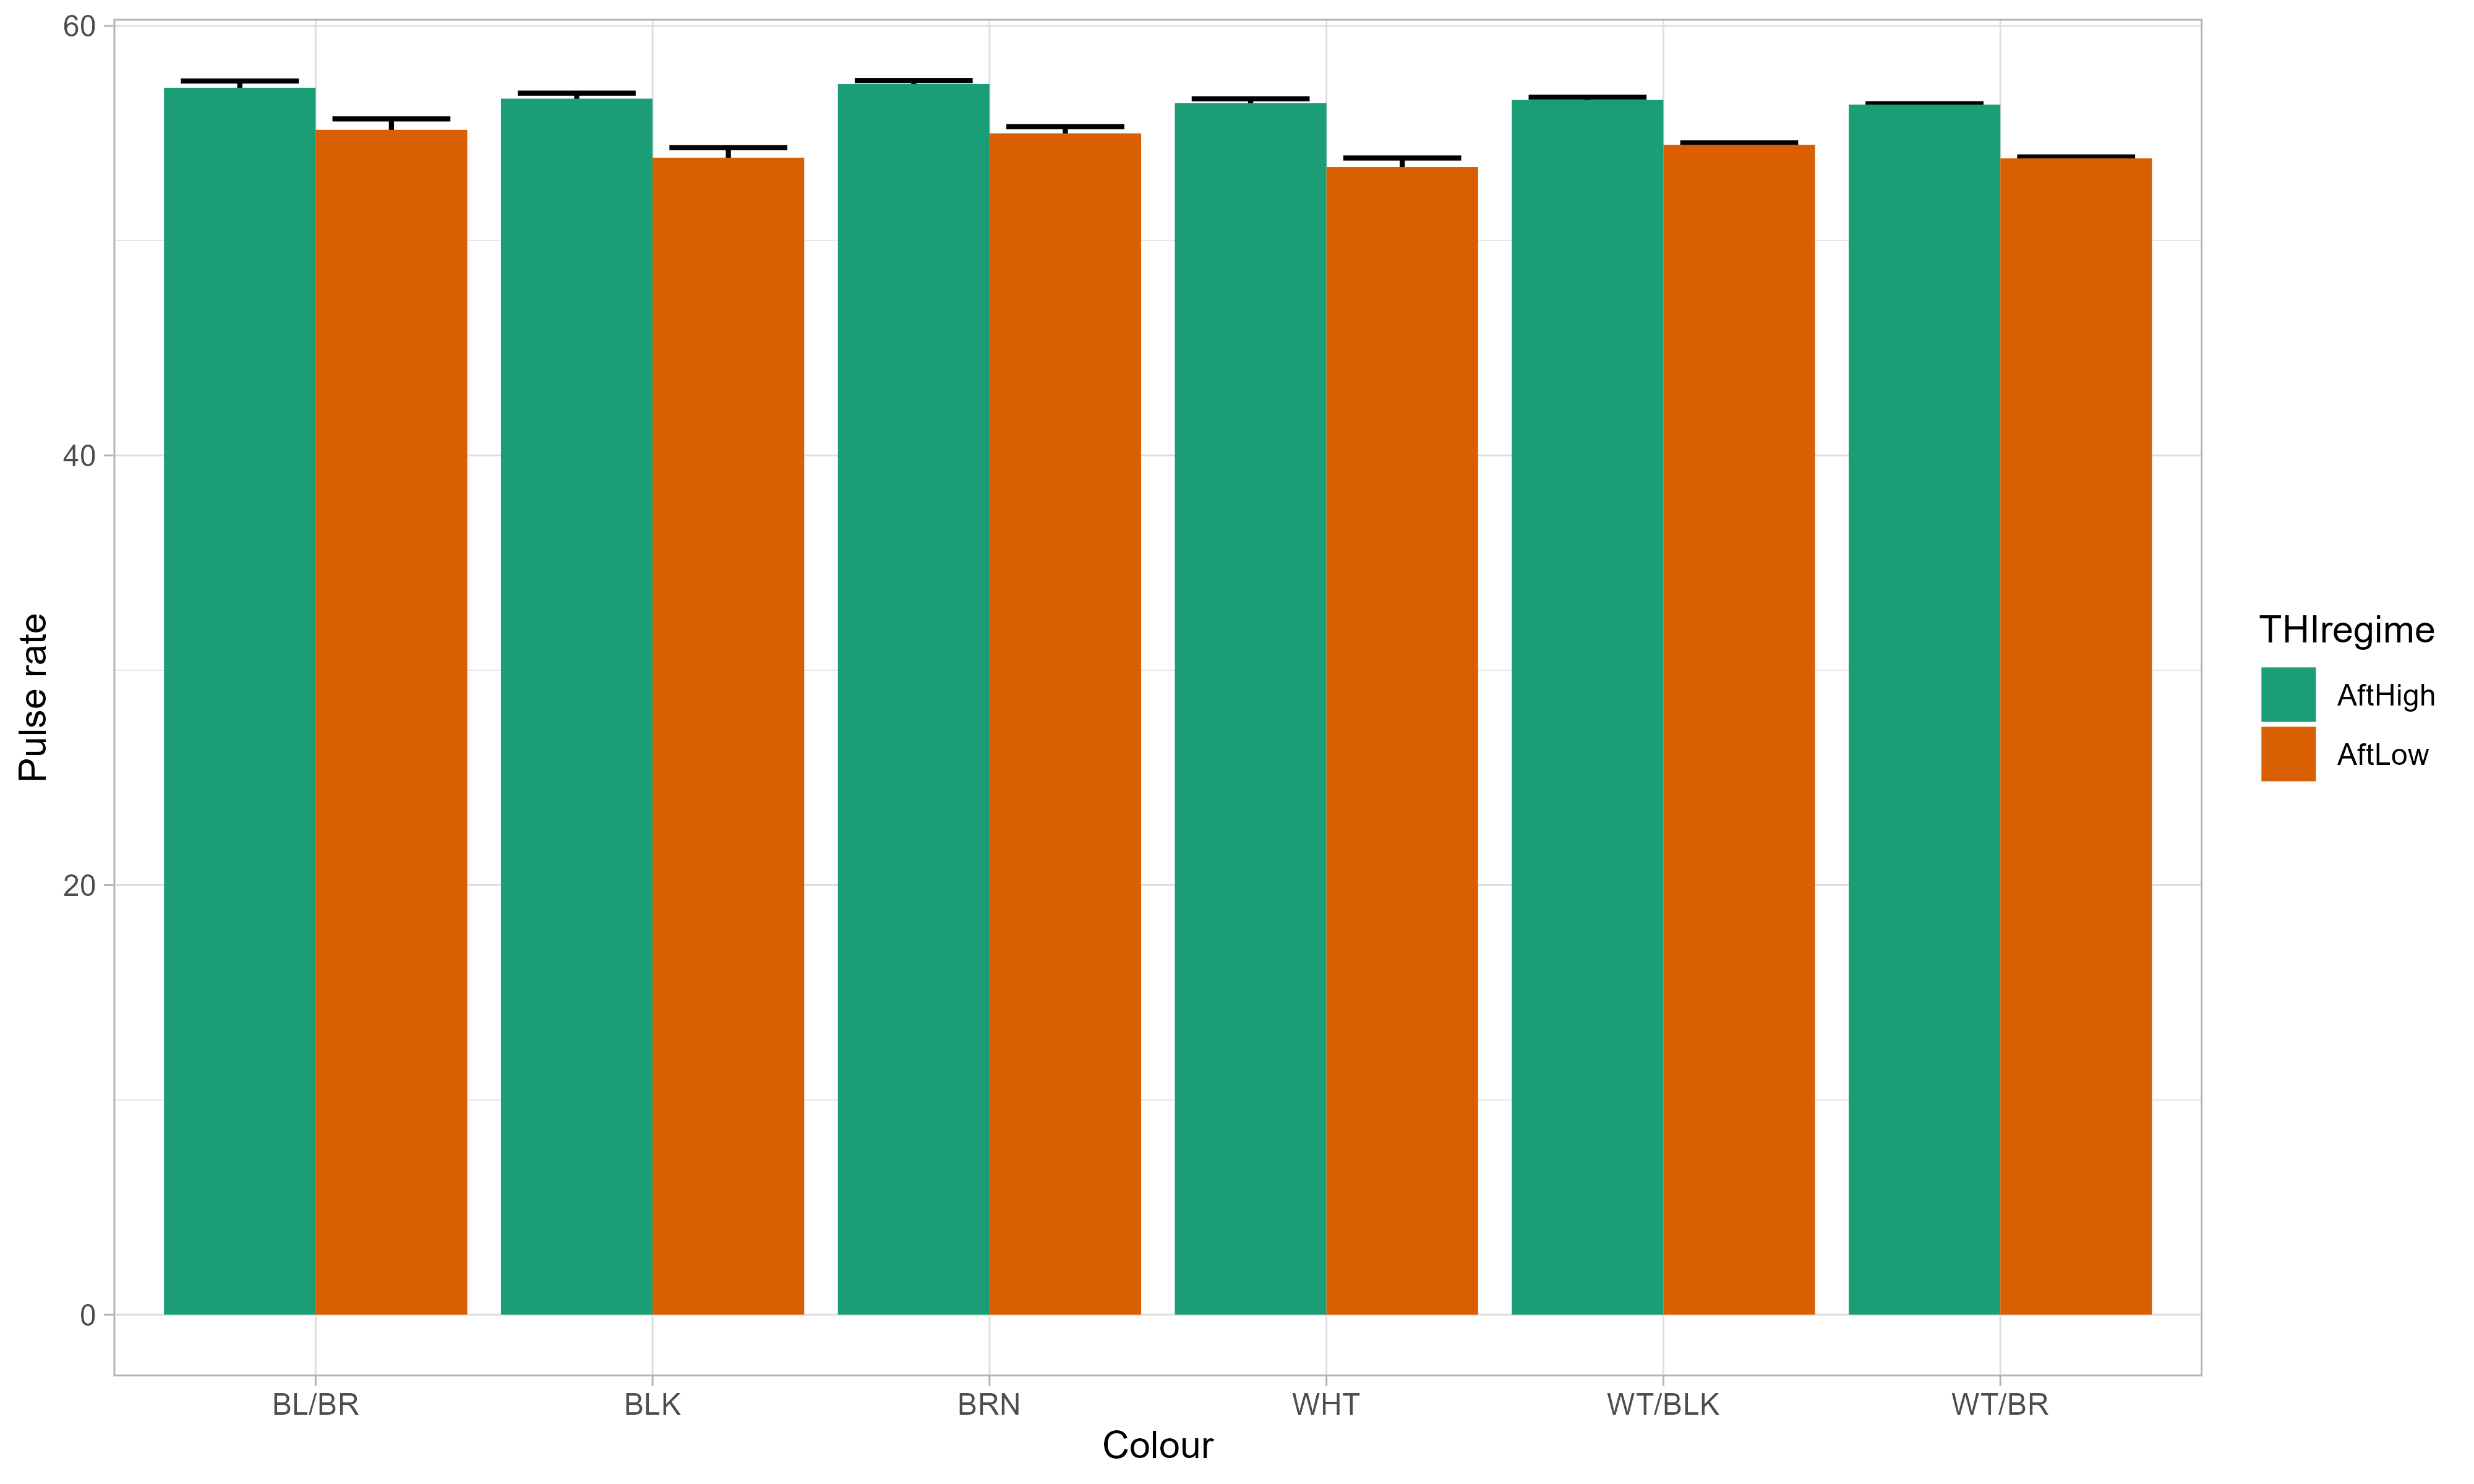 60
40
20
0
Pulse rate
BL/BR BLK BRN WHT WT/BLK WT/BR
Colour
THIregime
AftHigh
AftLow